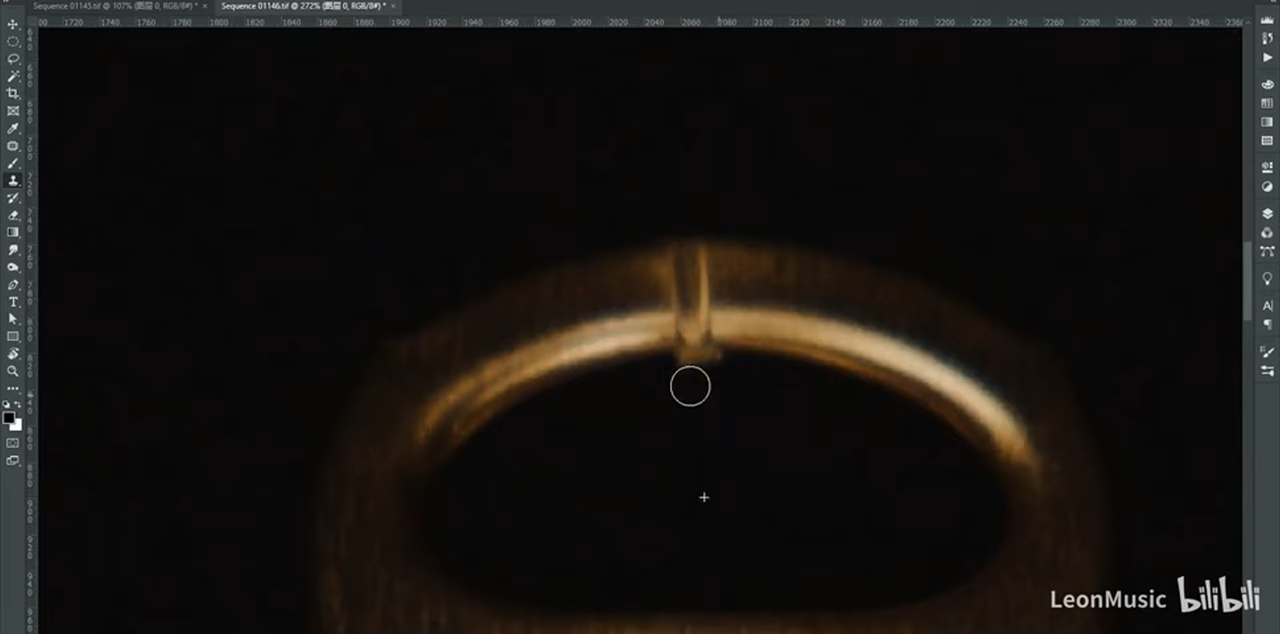 Sequence 01145.tif @ 107% (图层 0, RGB/8#) * × Sequence 01146.tif @ 272% (图层 0, RGB/8#) * ×
1720 1740 1760 1780 1800 1820 1840 1860 1880 1900 1920 1940 1960 1980 2000 2020 2040 2060 2080 2100 2120 2140 2160 2180 2200 2220 2240 2260 2280 2300 2320 2340
LeonMusic bilibili